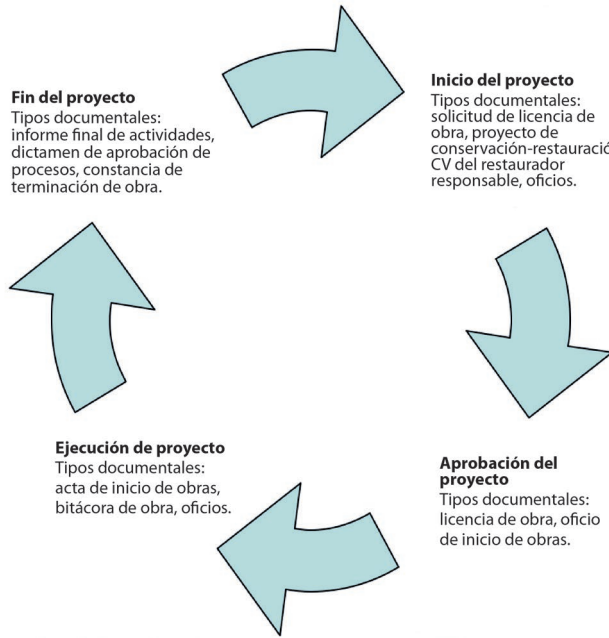 Fin del proyecto
Tipos documentales:
informe final de actividades,
dictamen de aprobación de
procesos, constancia de
terminación de obra.
Inicio del proyecto
Tipos documentales:
solicitud de licencia de
obra, proyecto de
conservación-restauració
CV del restaurador
responsable, oficios.
Ejecución de proyecto
Tipos documentales:
acta de inicio de obras,
bitácora de obra, oficios.
Aprobación del
proyecto
Tipos documentales:
licencia de obra, oficio
de inicio de obras.